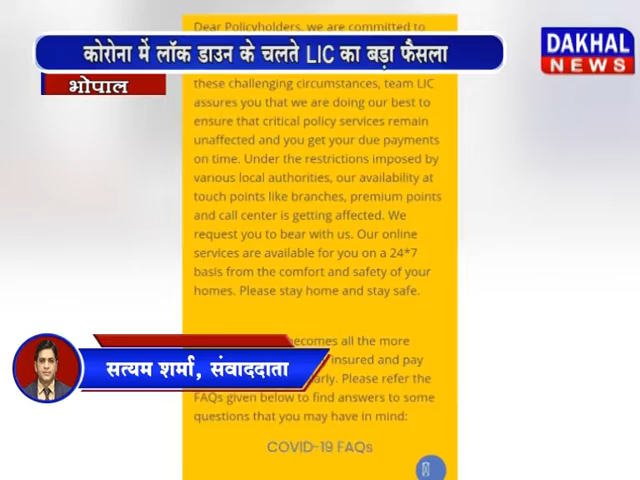 Dear Policyholders, we are committed to
कोरोना में लॉक डाउन के चलते LIC का बड़ा फैसला
DAKHAL
NEWS
भोपाल
these challenging circumstances, team LIC
assures you that we are doing our best to
ensure that critical policy services remain
unaffected and you get your due payments
on time. Under the restrictions imposed by
various local authorities, our availability at
touch points like branches, premium points
and call center is getting affected. We
request you to bear with us. Our online
services are available for you on a 24*7
basis from the comfort and safety of your
homes. Please stay home and stay safe.
becomes all the more
insured and pay
सत्यम शर्मा, संवाददाता
arly. Please refer the
FAQs given below to find answers to some
questions that you may have in mind:
COVID-19 FAQs